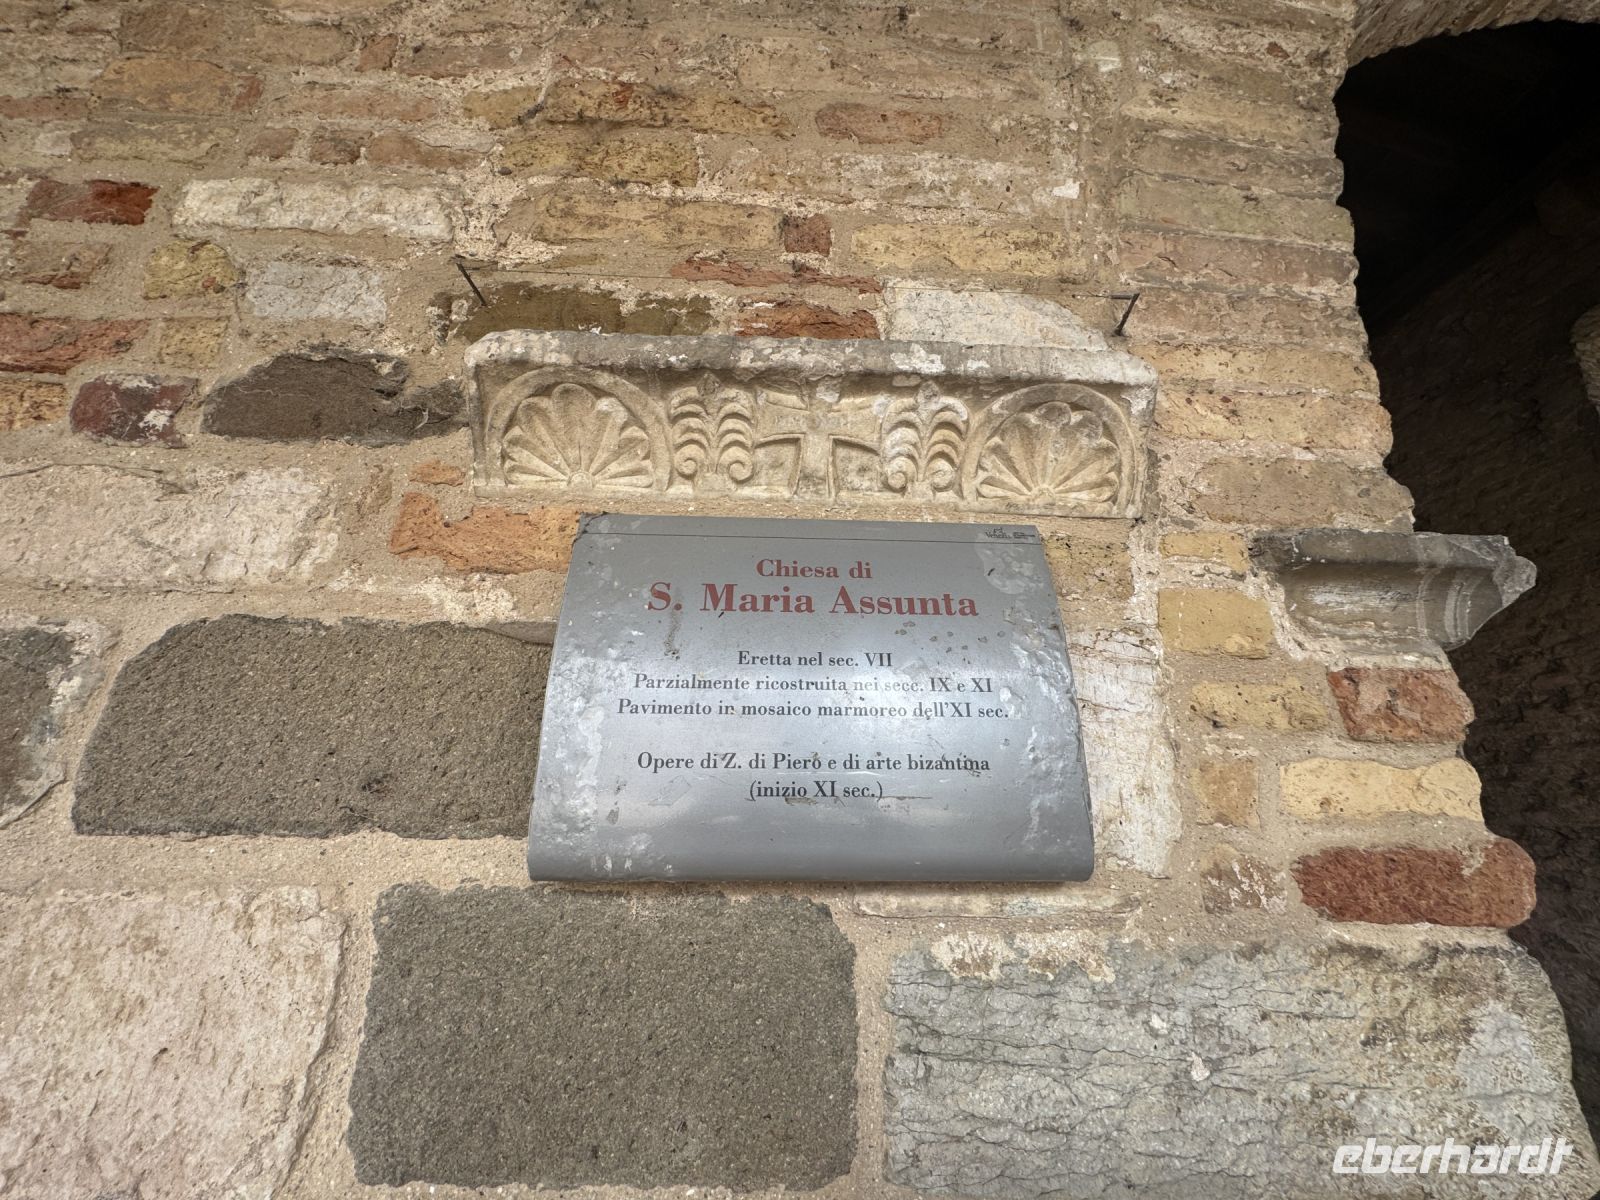 Chiesa di
S. Maria Assunta
Eretta nel sec. VII
Parzialmente ricostruita nei secc. IX e XI
Pavimento in mosaico marmoreo dell'XI sec.
Opere di Z. di Piero e di arte bizantina
(inizio XI sec.)
eberhardt